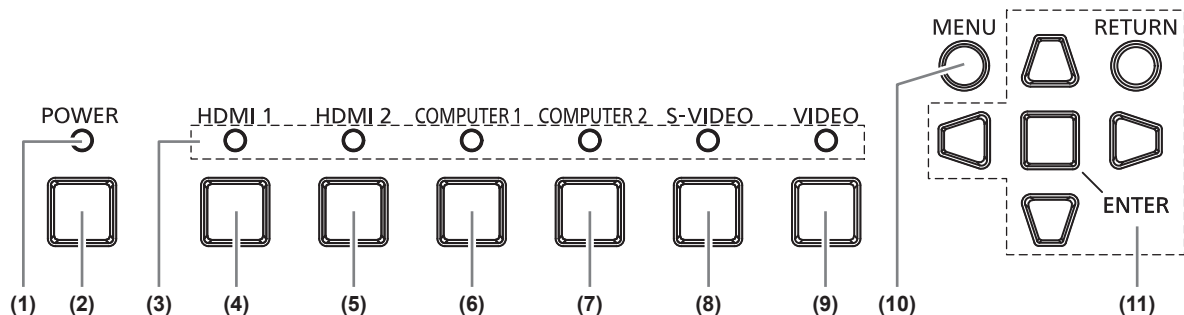 MENU RETURN
POWER HDMI 1 HDMI 2 COMPUTER 1 COMPUTER 2 S-VIDEO VIDEO
ENTER
(1) (2) (3) (4) (5) (6) (7) (8) (9) (10) (11)